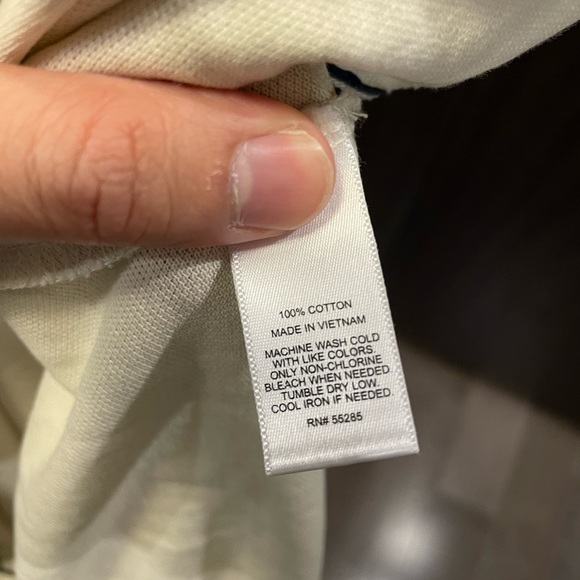 100% COTTON
MADE IN VIETNAM
MACHINE WASH COLD
WITH LIKE COLORS.
ONLY NON-CHLORINE
BLEACH WHEN NEEDED
TUMBLE DRY LOW.
COOL IRON IF NEEDED.
RN# 55285